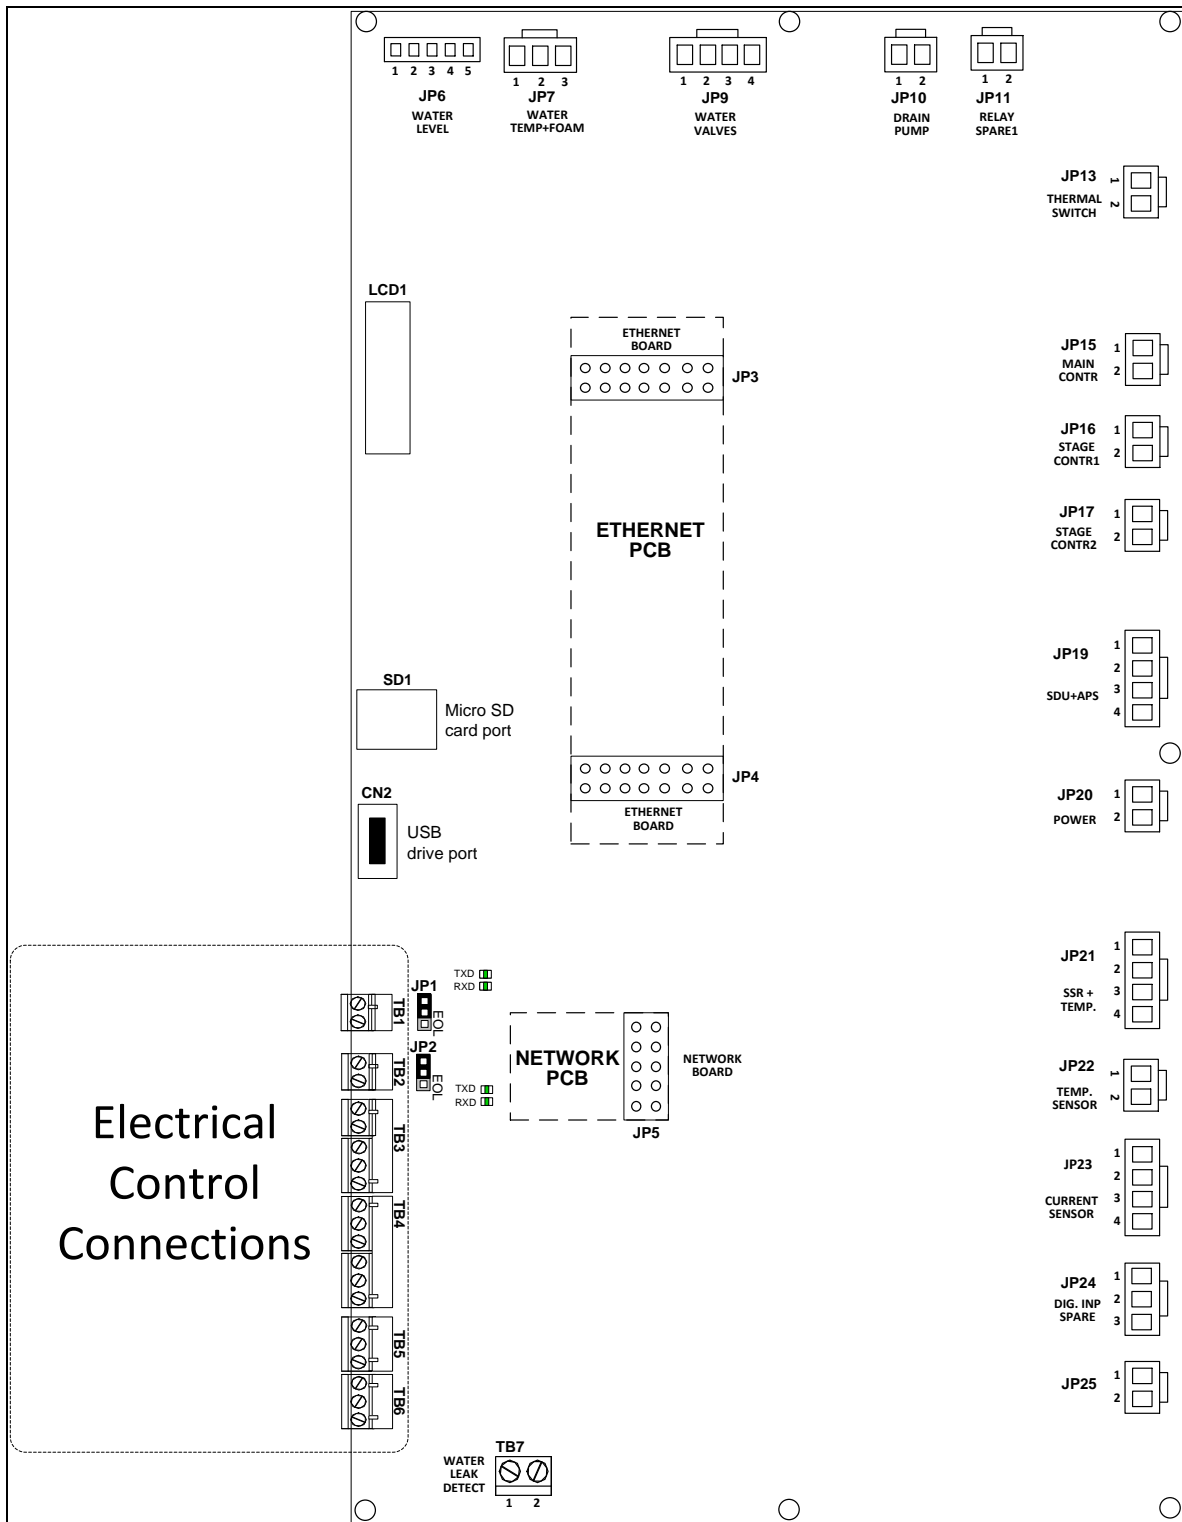 1 2 3 4 5
JP6
WATER
LEVEL
1 2 3
JP7
WATER
TEMP+FOAM
1 2 3 4
JP9
WATER
VALVES
1 2
JP10
DRAIN
PUMP
1 2
JP11
RELAY
SPARE1
JP13
THERMAL
SWITCH
1
2
LCD1
ETHERNET
BOARD
JP3
JP15
MAIN
CONTR
1
2
JP16
STAGE
CONTR1
1
2
JP17
STAGE
CONTR2
1
2
ETHERNET
PCB
JP19
SDU+APS
1
2
3
4
SD1
Micro SD
card port
JP4
ETHERNET
BOARD
CN2
USB
drive port
JP20
POWER
1
2
JP21
SSR +
TEMP.
1
2
3
4
TXD
RXD
JP1
EOL
TB1
JP2
EOL
TB2
TXD
RXD
NETWORK
PCB
NETWORK
BOARD
JP5
JP22
TEMP.
SENSOR
1
2
Electrical
Control
Connections
TB3
TB4
TB5
TB6
JP23
CURRENT
SENSOR
1
2
3
4
JP24
DIG. INP
SPARE
1
2
3
JP25
1
2
TB7
WATER
LEAK
DETECT
1 2